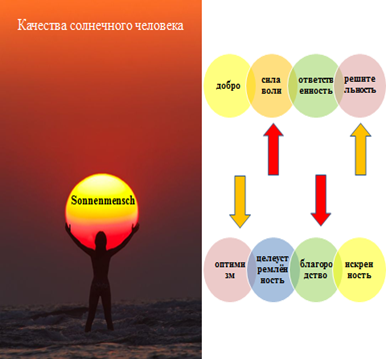 Качества солнечного человека
Sonnenmensch
добро
сила
воли
ответств
енность
решите
льность
оптими
зм
целеуст
ремлён
ность
благоро
дство
искрен
ность